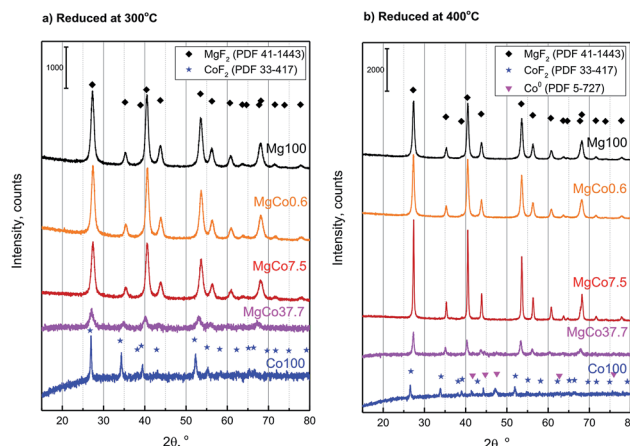 a) Reduced at 300°C
1000
MgF₂ (PDF 41-1443)
CoF₂ (PDF 33-417)
Mg100
MgCo0.6
MgCo7.5
MgCo37.7
Co100
Intensity, counts
20 30 40 50 60 70 80
2θ, °
b) Reduced at 400°C
2000
MgF₂ (PDF 41-1443)
CoF₂ (PDF 33-417)
Co⁰ (PDF 5-727)
Mg100
MgCo0.6
MgCo7.5
MgCo37.7
Co100
Intensity, counts
20 30 40 50 60 70 80
2θ, °